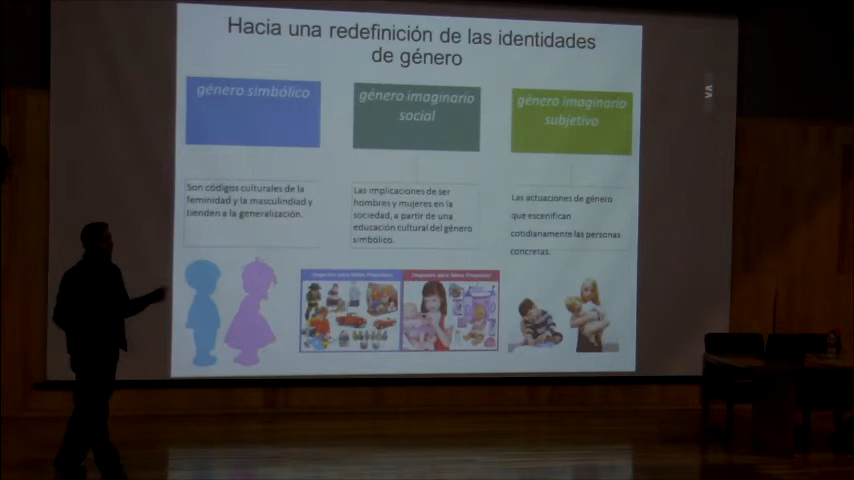 Hacia una redefinición de las identidades
de género
género simbólico
Son códigos culturales de la
feminidad y la masculindiad y
tienden a la generalización.
género imaginario
social
Las implicaciones de ser
hombres y mujeres en la
sociedad, a partir de una
educación cultural del género
simbólico.
género imaginario
subjetivo
Las actuaciones de género
que escenifican
cotidianamente las personas
concretas.